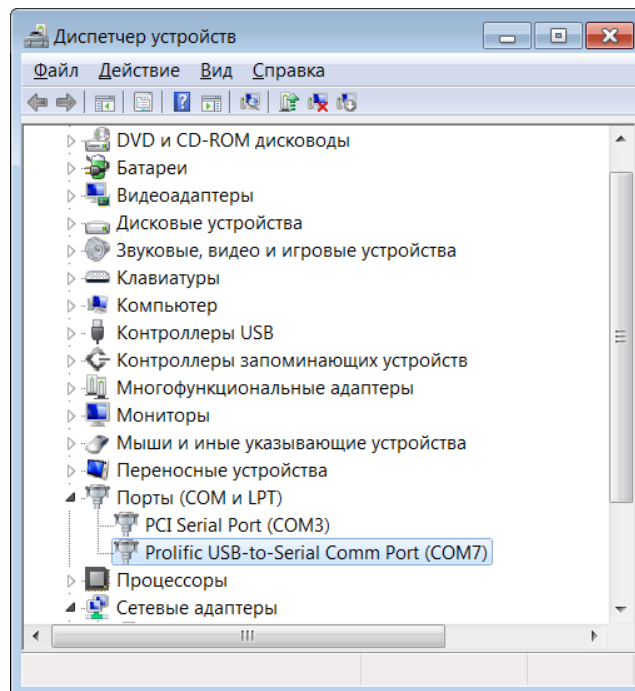 Диспетчер устройств
Файл Действие Вид Справка
DVD и CD-ROM дисководы
Батареи
Видеоадаптеры
Дисковые устройства
Звуковые, видео и игровые устройства
Клавиатуры
Компьютер
Контроллеры USB
Контроллеры запоминающих устройств
Многофункциональные адаптеры
Мониторы
Мыши и иные указывающие устройства
Переносные устройства
Порты (COM и LPT)
PCI Serial Port (COM3)
Prolific USB-to-Serial Comm Port (COM7)
Процессоры
Сетевые адаптеры